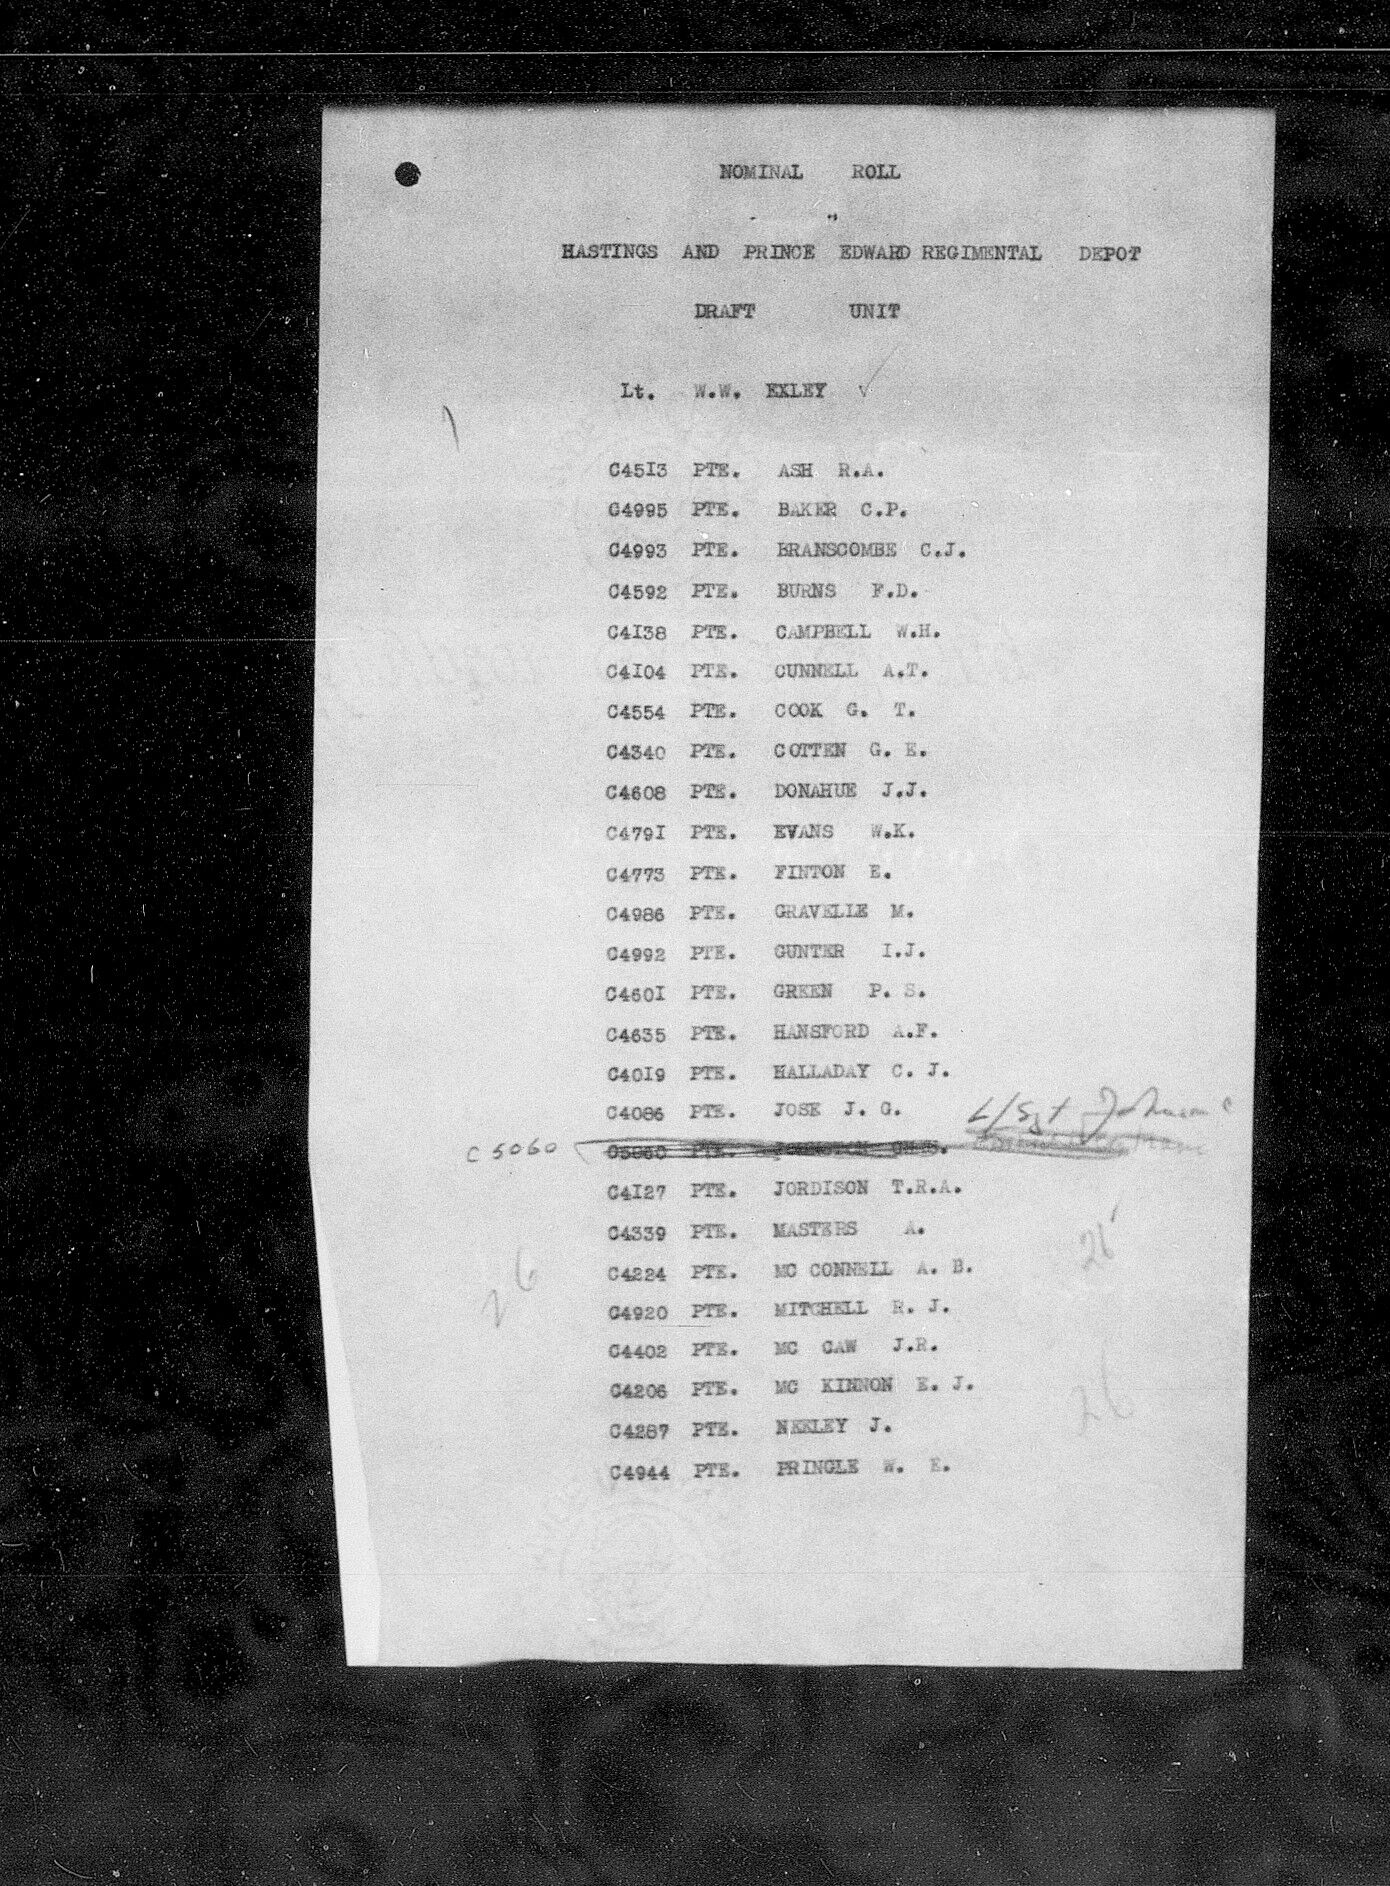 NOMINAL ROLL
- "
HASTINGS AND PRINCE EDWARD REGIMENTAL DEPOT
DRAFT UNIT
Lt. W.W. EXLEY
C45I3 PTE. ASH R.A.
C4995 PTE. BAKER C.P.
C4993 PTE. BRANSCOMBE C.J.
C4592 PTE. BURNS F.D.
C4I38 PTE. CAMPBELL W.H.
C4I04 PTE. CUNNELL A.T.
C4554 PTE. COOK G. T.
C4340 PTE. COTTEN G. E.
C4608 PTE. DONAHUE J.J.
C479I PTE. EVANS W.K.
C4773 PTE. FINTON E.
C4986 PTE. GRAVELLE M.
C4992 PTE. GUNTER I.J.
C460I PTE. GREEN P. S.
C4635 PTE. HANSFORD A.F.
C40I9 PTE. HALLADAY C. J.
C4086 PTE. JOSE J. G. L/Sgt
C5060 PTE.
C4I27 PTE. JORDISON T.R.A.
C4339 PTE. MASTERS A.
26
C4224 PTE. MC CONNELL A. B.
26
C4920 PTE. MITCHELL R. J.
C4402 PTE. MC CAW J.R.
C4206 PTE. MC KINNON E. J.
26
C4287 PTE. NEELEY J.
C4944 PTE. PRINGLE W. E.